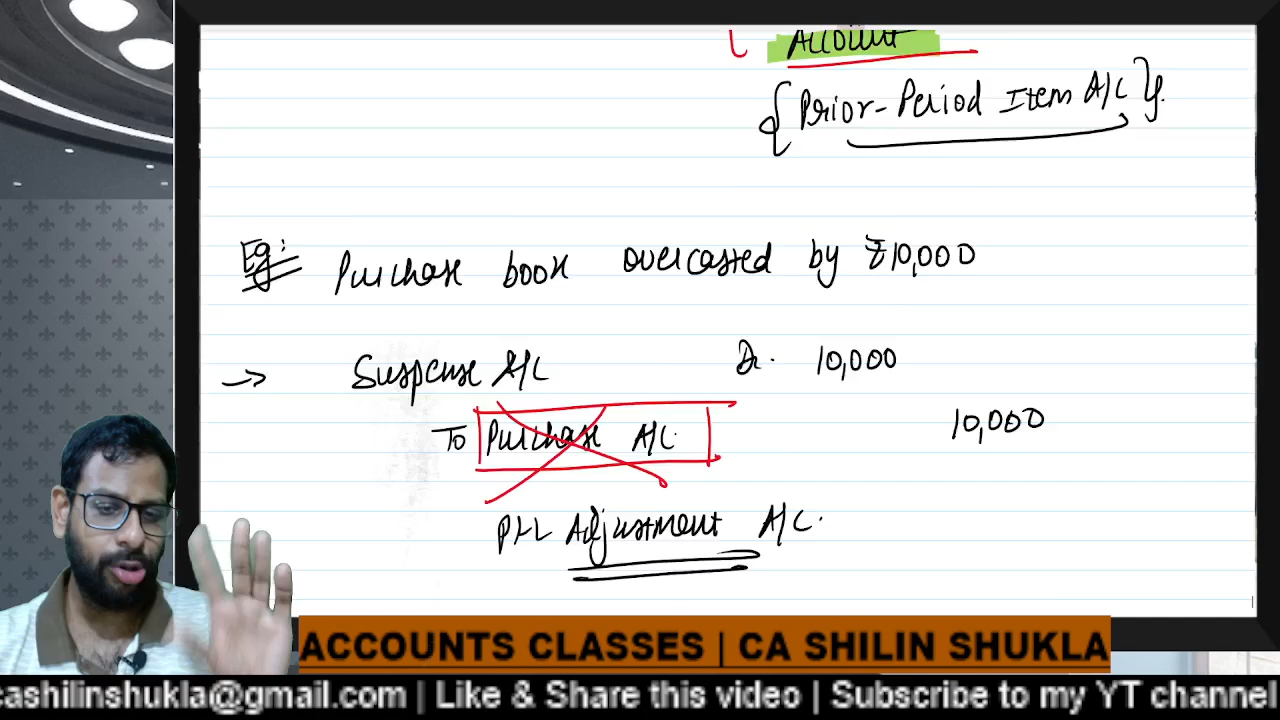 Account
{Prior-Period Item A/C}
Eg:
Purchase book overcasted by ₹10,000
→ Suspense A/C Dr. 10,000
To Purchase A/C. 10,000
P&L Adjustment A/C.
ACCOUNTS CLASSES | CA SHILIN SHUKLA
cashilinshukla@gmail.com | Like & Share this video | Subscribe to my YT channel